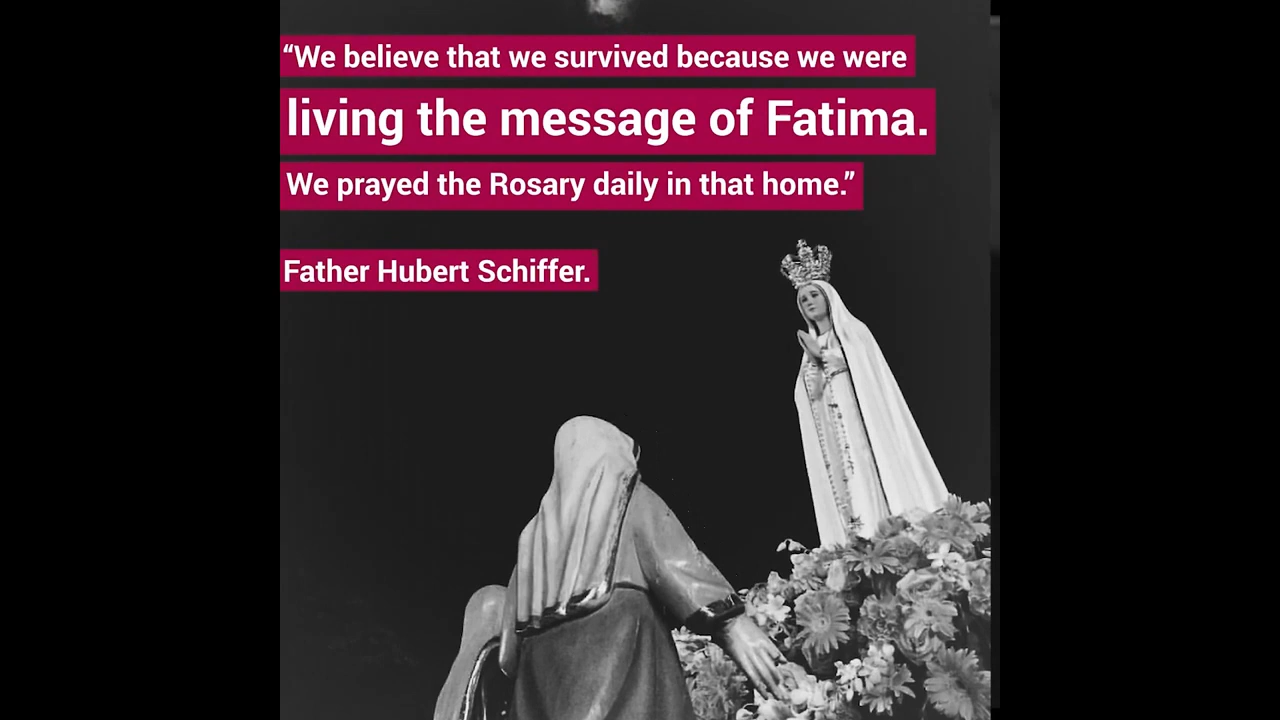 “We believe that we survived because we were
living the message of Fatima.
We prayed the Rosary daily in that home.”
Father Hubert Schiffer.